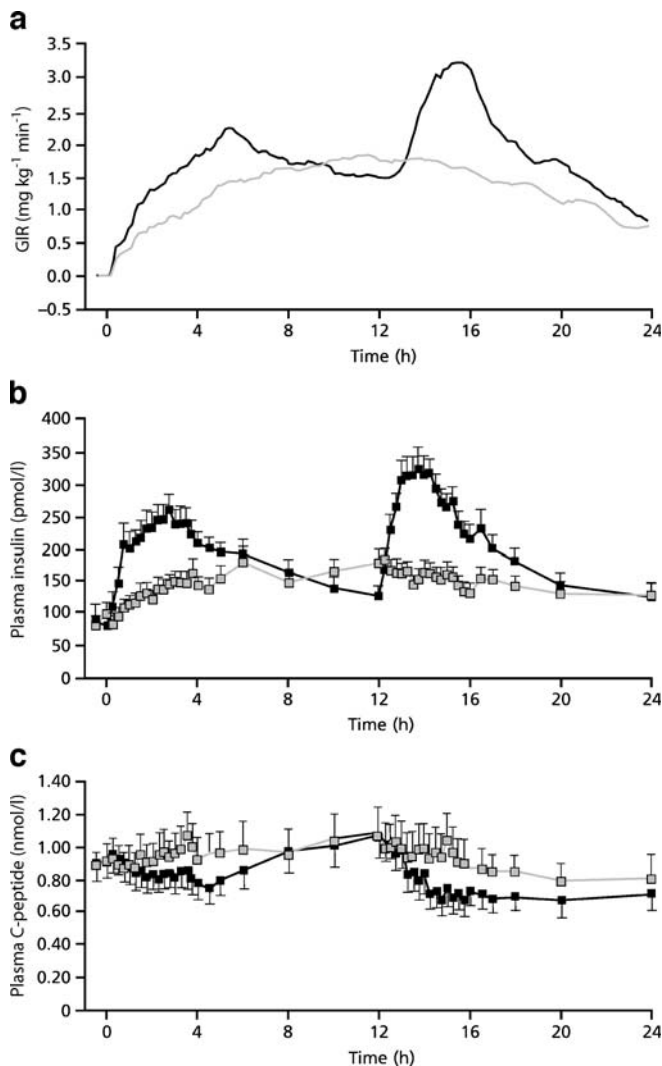 a
3.5
3.0
2.5
2.0
1.5
1.0
0.5
0.0
–0.5
GIR (mg kg⁻¹ min⁻¹)
0 4 8 12 16 20 24
Time (h)
b
400
350
300
250
200
150
100
50
0
Plasma insulin (pmol/l)
0 4 8 12 16 20 24
Time (h)
c
1.40
1.20
1.00
0.80
0.60
0.40
0.20
0
Plasma C-peptide (nmol/l)
0 4 8 12 16 20 24
Time (h)